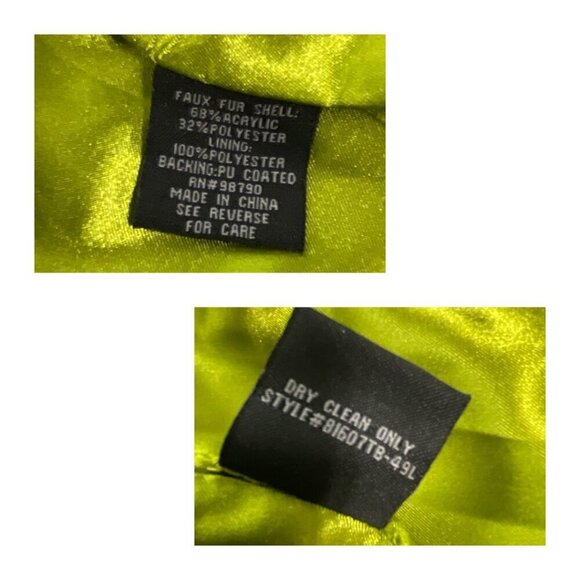 FAUX FUR SHELL:
68%ACRYLIC
32%POLYESTER
LINING:
100%POLYESTER
BACKING:PU COATED
RN#98790
MADE IN CHINA
SEE REVERSE
FOR CARE
DRY CLEAN ONLY
STYLE#81607TB-49L